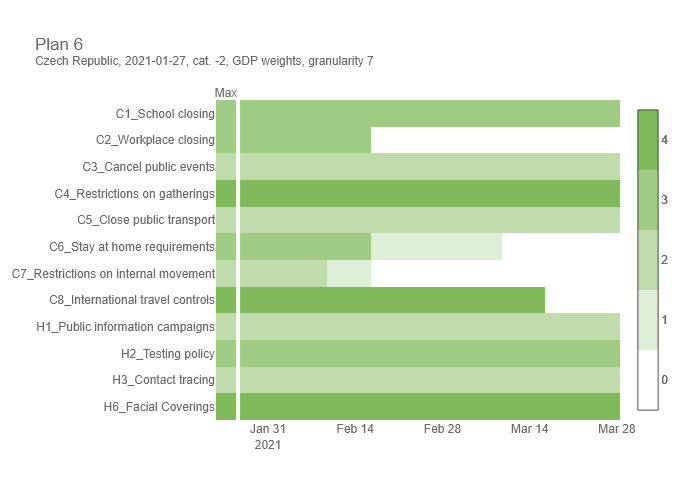 Plan 6
Czech Republic, 2021-01-27, cat. -2, GDP weights, granularity 7
Max
C1_School closing
C2_Workplace closing
C3_Cancel public events
C4_Restrictions on gatherings
C5_Close public transport
C6_Stay at home requirements
C7_Restrictions on internal movement
C8_International travel controls
H1_Public information campaigns
H2_Testing policy
H3_Contact tracing
H6_Facial Coverings
4
3
2
1
0
Jan 31 Feb 14 Feb 28 Mar 14 Mar 28
2021